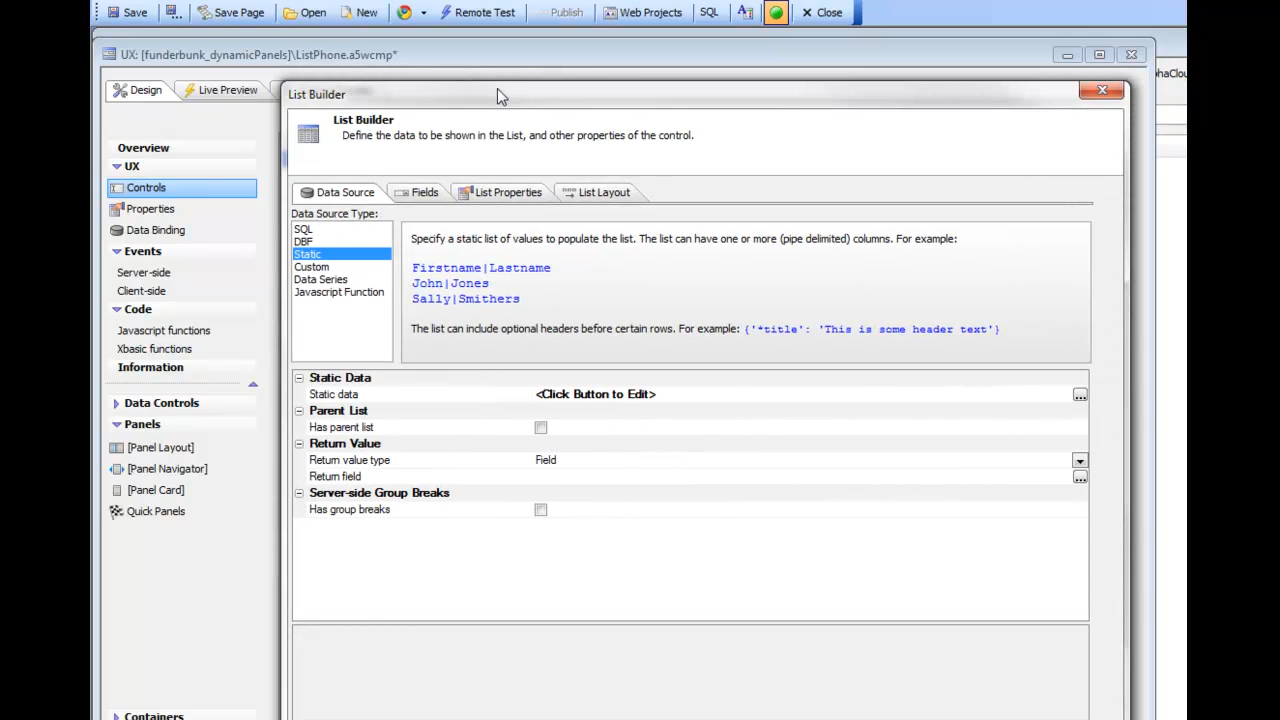 Save Save Page Open New Remote Test Publish Web Projects SQL Close
UX: [funderbunk_dynamicPanels]\ListPhone.a5wcmp*
haClou
Design Live Preview
List Builder
List Builder
Define the data to be shown in the List, and other properties of the control.
Overview
UX
Controls
Properties
Data Binding
Events
Server-side
Client-side
Code
Javascript functions
Xbasic functions
Information
Data Controls
Panels
[Panel Layout]
[Panel Navigator]
[Panel Card]
Quick Panels
Containers
Data Source Fields List Properties List Layout
Data Source Type:
SQL
DBF
Static
Custom
Data Series
Javascript Function
Specify a static list of values to populate the list. The list can have one or more (pipe delimited) columns. For example:
Firstname|Lastname
John|Jones
Sally|Smithers
The list can include optional headers before certain rows. For example: {'*title': 'This is some header text'}
Static Data
Static data <Click Button to Edit> ...
Parent List
Has parent list
Return Value
Return value type Field
Return field ...
Server-side Group Breaks
Has group breaks